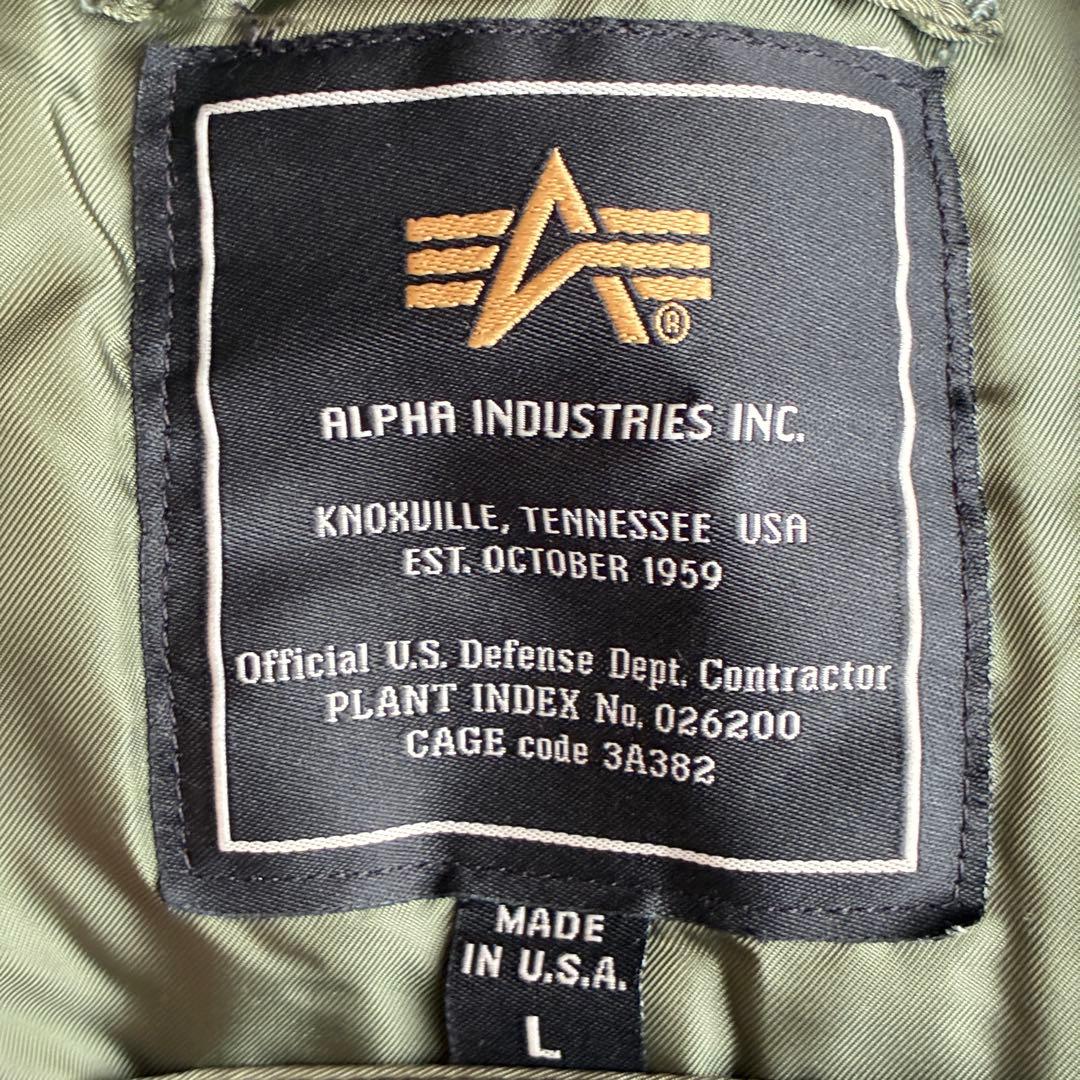 ®
ALPHA INDUSTRIES INC.
KNOXVILLE, TENNESSEE USA
EST. OCTOBER 1959
Official U.S. Defense Dept. Contractor
PLANT INDEX No. 026200
CAGE code 3A382
MADE
IN U.S.A.
L